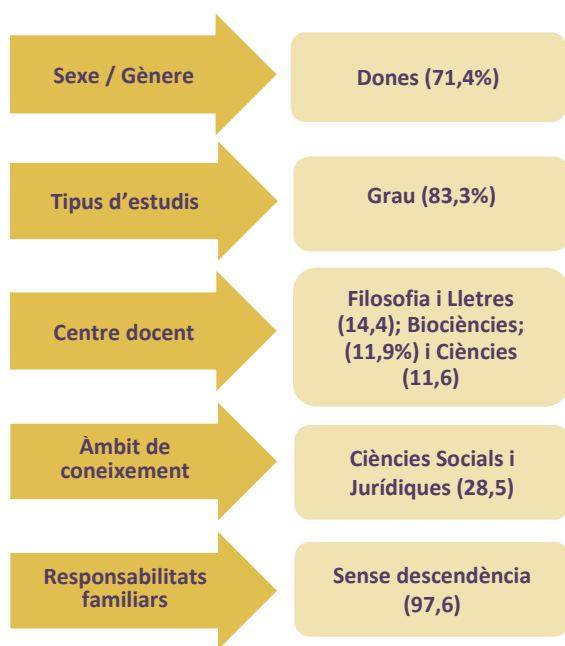 Sexe / Gènere
Dones (71,4%)
Tipus d'estudis
Grau (83,3%)
Centre docent
Filosofia i Lletres
(14,4); Biociències;
(11,9%) i Ciències
(11,6)
Àmbit de
coneixement
Ciències Socials i
Jurídiques (28,5)
Responsabilitats
familiars
Sense descendència
(97,6)